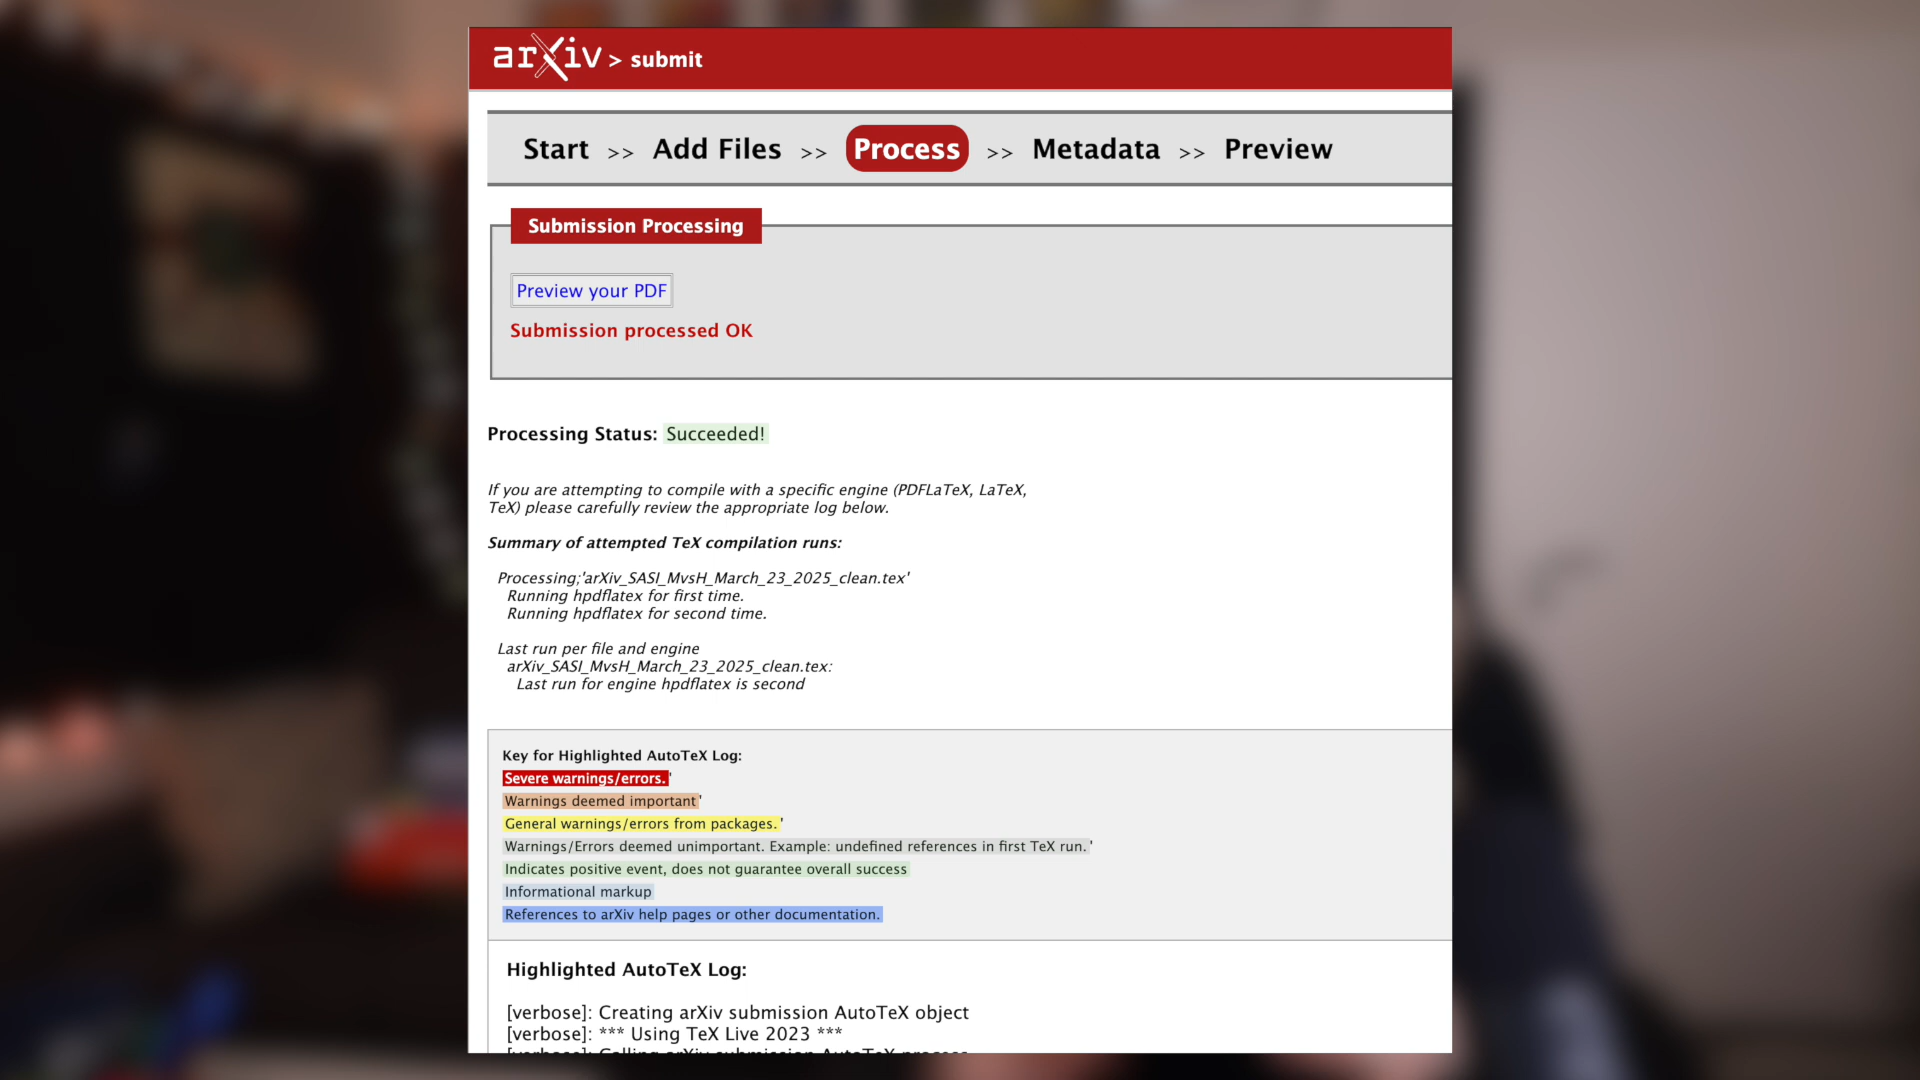 arXiv > submit
Start >> Add Files >> Process >> Metadata >> Preview
Submission Processing
Preview your PDF
Submission processed OK
Processing Status: Succeeded!
If you are attempting to compile with a specific engine (PDFLaTeX, LaTeX,
TeX) please carefully review the appropriate log below.
Summary of attempted TeX compilation runs:
Processing;'arXiv_SASI_MvsH_March_23_2025_clean.tex'
Running hpdflatex for first time.
Running hpdflatex for second time.
Last run per file and engine
arXiv_SASI_MvsH_March_23_2025_clean.tex:
Last run for engine hpdflatex is second
Key for Highlighted AutoTeX Log:
Severe warnings/errors.'
Warnings deemed important'
General warnings/errors from packages.'
Warnings/Errors deemed unimportant. Example: undefined references in first TeX run.'
Indicates positive event, does not guarantee overall success
Informational markup
References to arXiv help pages or other documentation.
Highlighted AutoTeX Log:
[verbose]: Creating arXiv submission AutoTeX object
[verbose]: *** Using TeX Live 2023 ***
[verbose]: Calling arXiv submission AutoTeX process